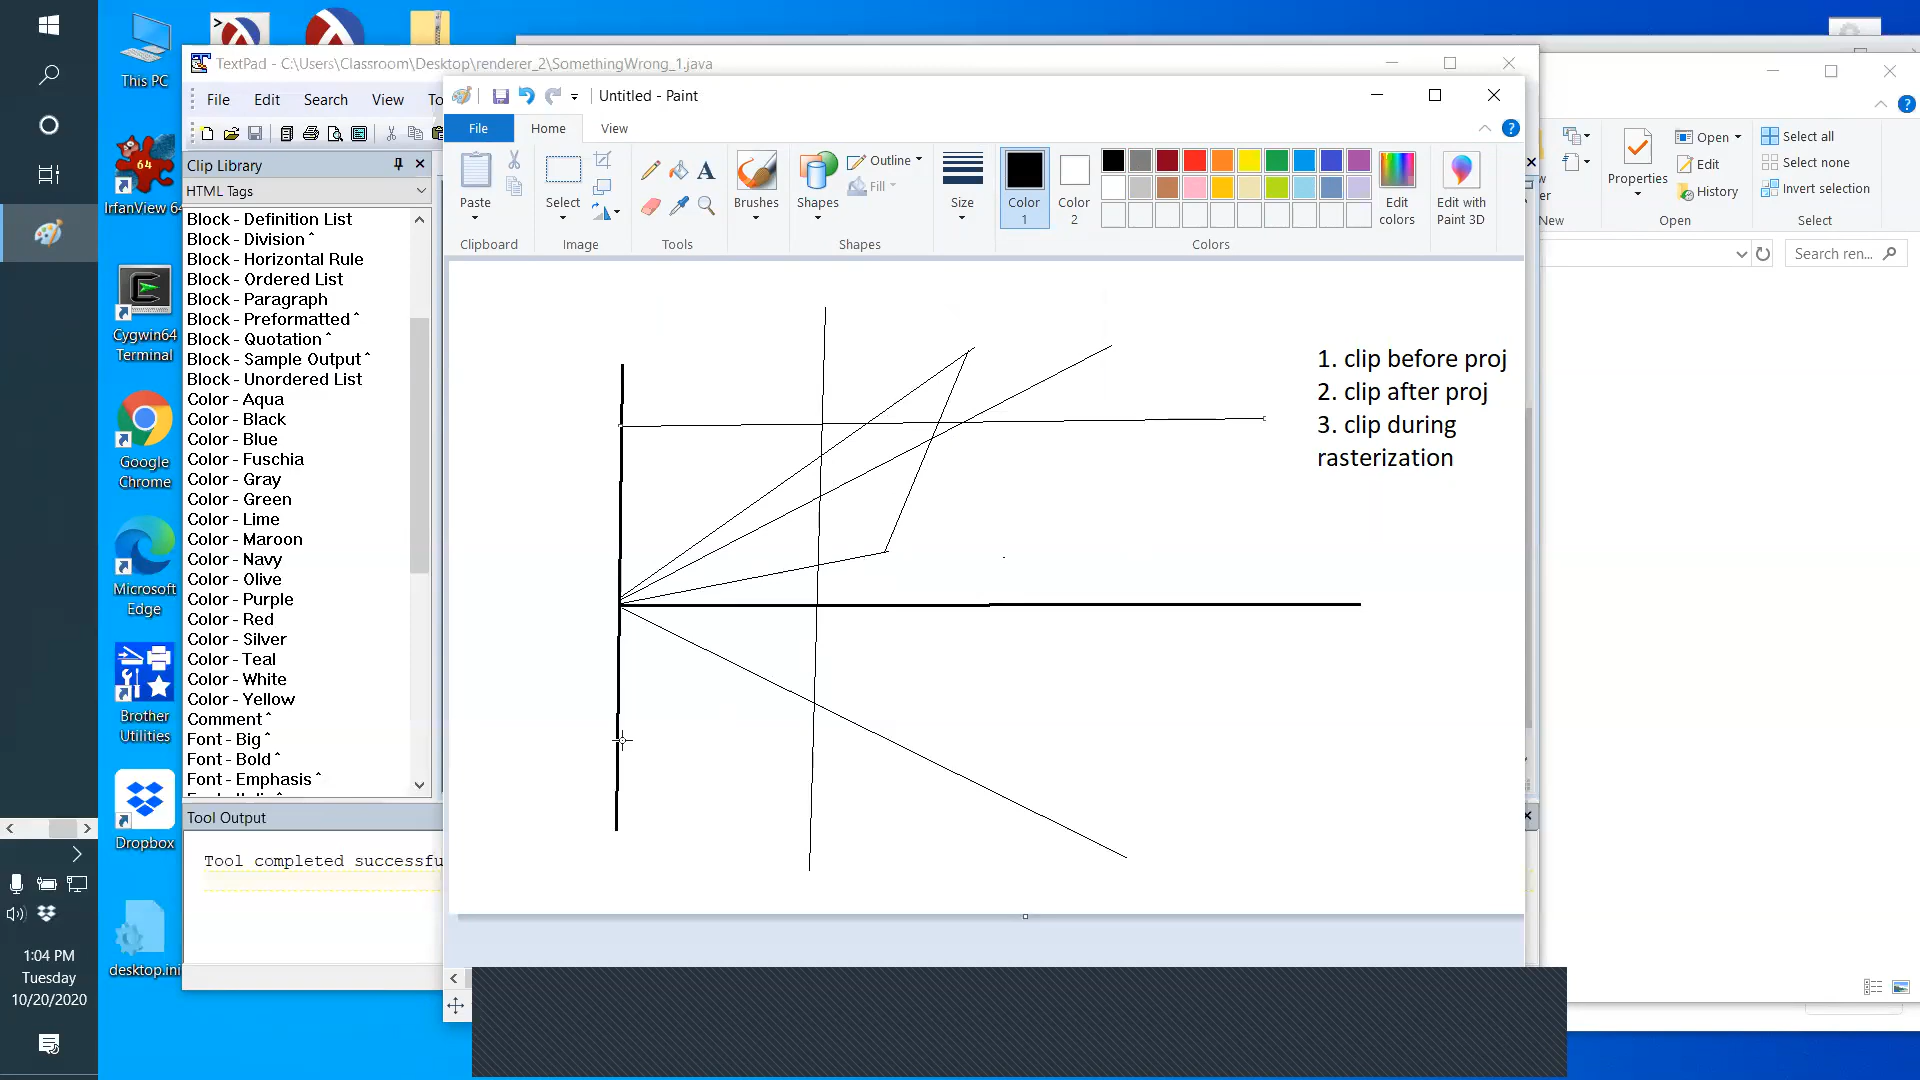 This PC
IrfanView 64
Cygwin64
Terminal
Google
Chrome
Microsoft
Edge
Brother
Utilities
Dropbox
desktop.ini
1:04 PM
Tuesday
10/20/2020
TextPad - C:\Users\Classroom\Desktop\renderer_2\SomethingWrong_1.java
File Edit Search View To
Clip Library
HTML Tags
Block - Definition List
Block - Division ^
Block - Horizontal Rule
Block - Ordered List
Block - Paragraph
Block - Preformatted ^
Block - Quotation ^
Block - Sample Output ^
Block - Unordered List
Color - Aqua
Color - Black
Color - Blue
Color - Fuschia
Color - Gray
Color - Green
Color - Lime
Color - Maroon
Color - Navy
Color - Olive
Color - Purple
Color - Red
Color - Silver
Color - Teal
Color - White
Color - Yellow
Comment ^
Font - Big ^
Font - Bold ^
Font - Emphasis ^
Tool Output
Tool completed successfu
Untitled - Paint
File Home View
Paste
Clipboard
Select
Image
A
Tools
Brushes
Shapes
Outline
Fill
Shapes
Size
Color
1
Color
2
Edit
colors
Colors
Edit with
Paint 3D
1. clip before proj
2. clip after proj
3. clip during
rasterization
w
er
New
Properties
Open
Edit
History
Open
Select all
Select none
Invert selection
Select
Search ren...